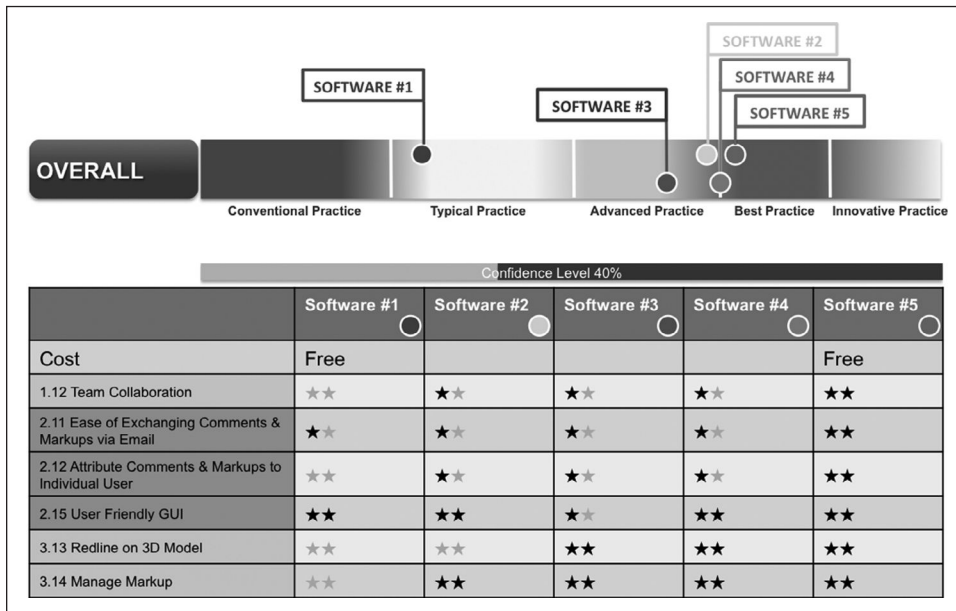 SOFTWARE #2
SOFTWARE #1
SOFTWARE #4
SOFTWARE #3
SOFTWARE #5
OVERALL
Conventional Practice Typical Practice Advanced Practice Best Practice Innovative Practice
Confidence Level 40%
Software #1 Software #2 Software #3 Software #4 Software #5
Cost Free Free
1.12 Team Collaboration ★★ ★★ ★★ ★★ ★★
2.11 Ease of Exchanging Comments &
Markups via Email ★★ ★★ ★★ ★★ ★★
2.12 Attribute Comments & Markups to
Individual User ★★ ★★ ★★ ★★ ★★
2.15 User Friendly GUI ★★ ★★ ★★ ★★ ★★
3.13 Redline on 3D Model ★★ ★★ ★★ ★★ ★★
3.14 Manage Markup ★★ ★★ ★★ ★★ ★★